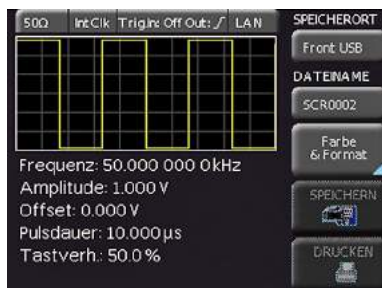 50Ω IntClk Trig.In: Off Out: LAN
SPEICHERORT
Front USB
DATEINAME
SCR0002
Farbe
& Format
SPEICHERN
DRUCKEN
Frequenz: 50.000 000 0kHz
Amplitude: 1.000 V
Offset: 0.000 V
Pulsdauer: 10.000 µs
Tastverh.: 50.0 %